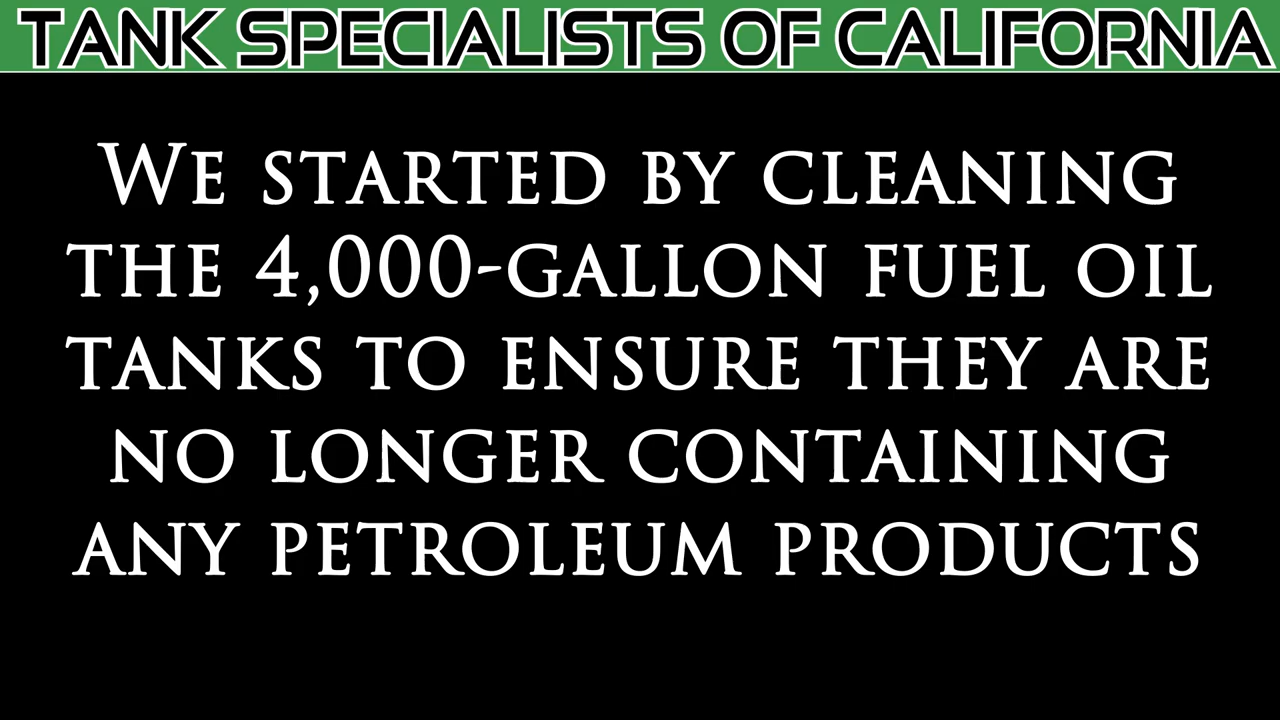 TANK SPECIALISTS OF CALIFORNIA
We started by cleaning
the 4,000-gallon fuel oil
tanks to ensure they are
no longer containing
any petroleum products